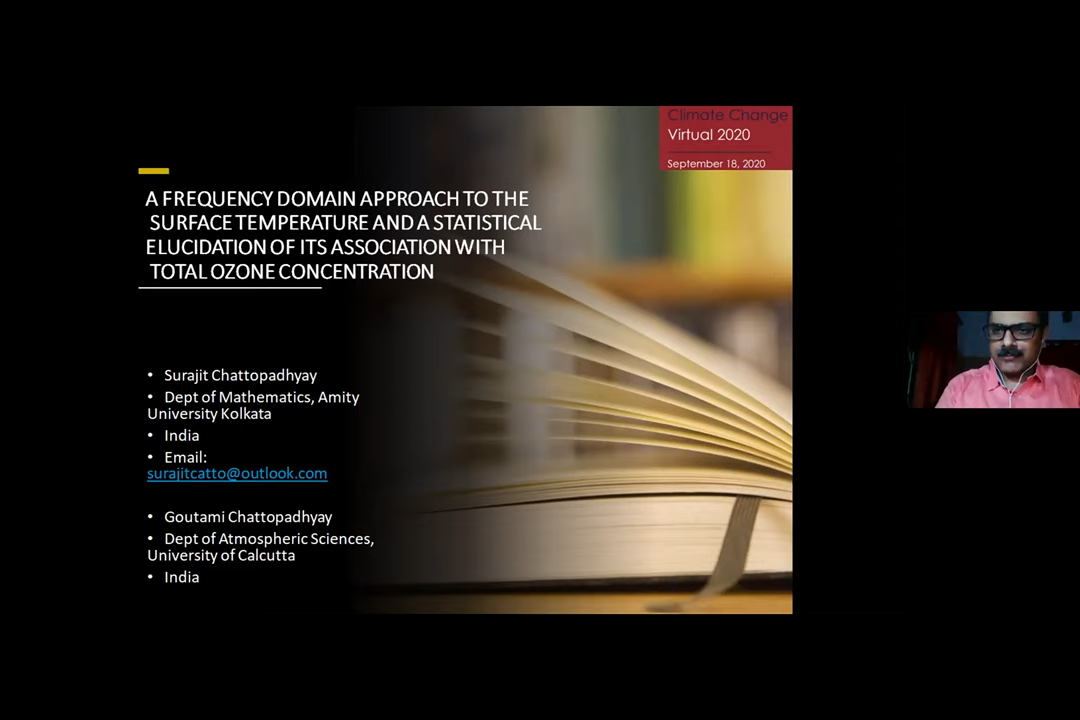 Climate Change
Virtual 2020
September 18, 2020
A FREQUENCY DOMAIN APPROACH TO THE
SURFACE TEMPERATURE AND A STATISTICAL
ELUCIDATION OF ITS ASSOCIATION WITH
TOTAL OZONE CONCENTRATION
• Surajit Chattopadhyay
• Dept of Mathematics, Amity
University Kolkata
• India
• Email:
surajitcatto@outlook.com
• Goutami Chattopadhyay
• Dept of Atmospheric Sciences,
University of Calcutta
• India